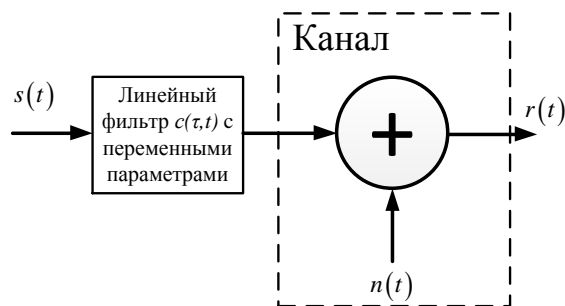 Канал
s(t)
Линейный
фильтр c(τ,t) с
переменными
параметрами
+
r(t)
n(t)